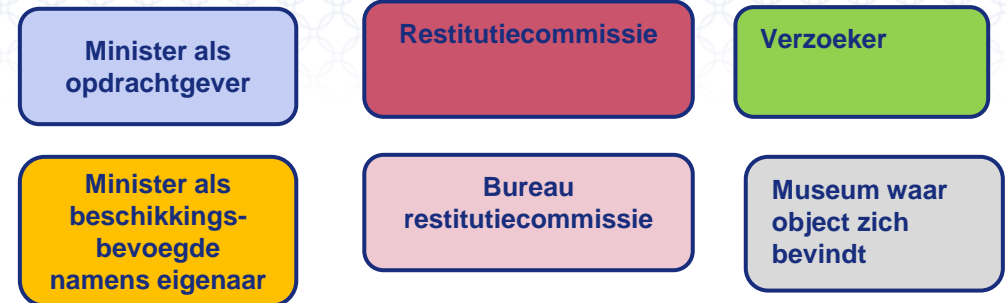 Minister als
opdrachtgever
Restitutiecommissie
Verzoeker
Minister als
beschikkings-
bevoegde
namens eigenaar
Bureau
restitutiecommissie
Museum waar
object zich
bevindt